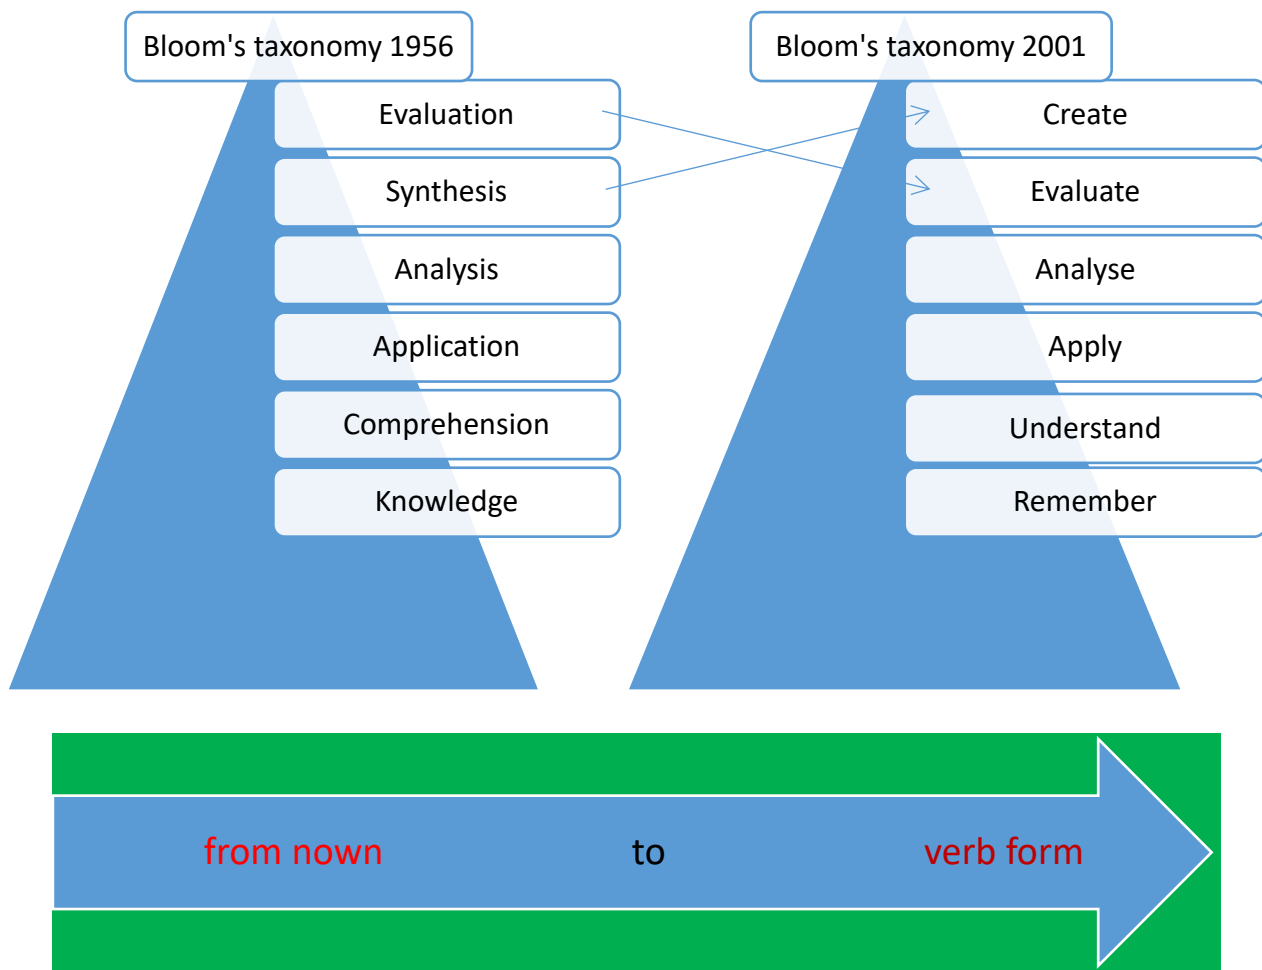 Bloom's taxonomy 1956
Evaluation
Synthesis
Analysis
Application
Comprehension
Knowledge
Bloom's taxonomy 2001
Create
Evaluate
Analyse
Apply
Understand
Remember
from nown to verb form